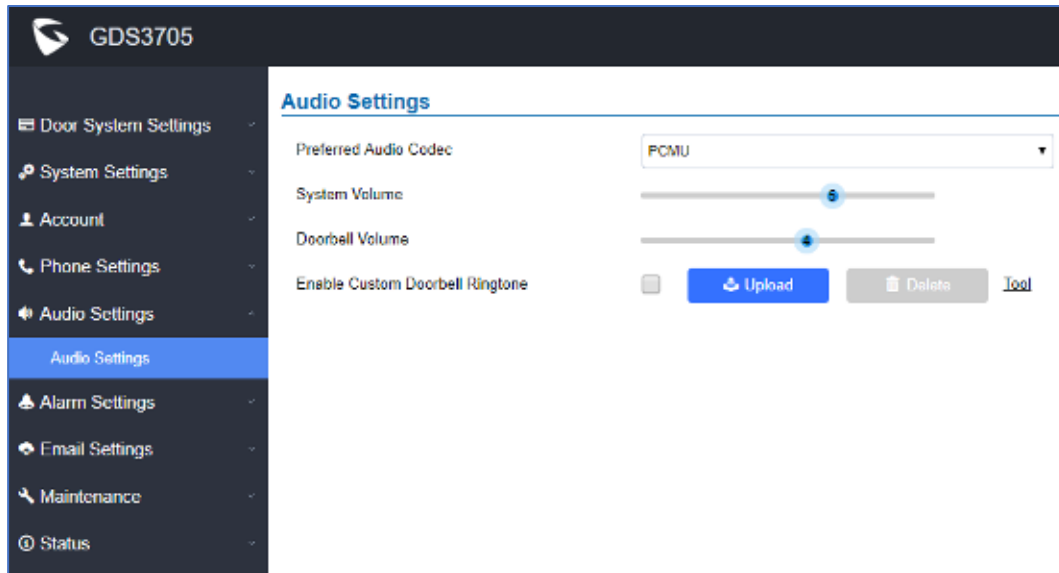 GDS3705
Door System Settings
System Settings
Account
Phone Settings
Audio Settings
Audio Settings
Alarm Settings
Email Settings
Maintenance
Status
Audio Settings
Preferred Audio Codec PCMU
System Volume 5
Doorbell Volume 4
Enable Custom Doorbell Ringtone Upload Delete Tool